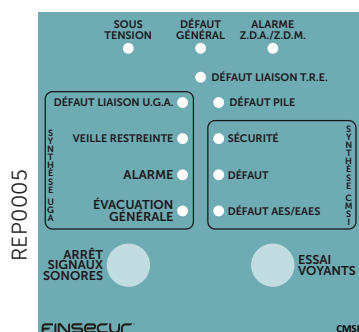 SOUS
TENSION
DÉFAUT
GÉNÉRAL
ALARME
Z.D.A./Z.D.M.
DÉFAUT LIAISON T.R.E.
DÉFAUT LIAISON U.G.A.
DÉFAUT PILE
VEILLE RESTREINTE
SÉCURITÉ
ALARME
DÉFAUT
ÉVACUATION
GÉNÉRALE
DÉFAUT AES/EAES
SYNTHÈSE UGA
SYNTHÈSE CMSI
ARRÊT
SIGNAUX
SONORES
ESSAI
VOYANTS
FINSECUR
CMSI
REP0005